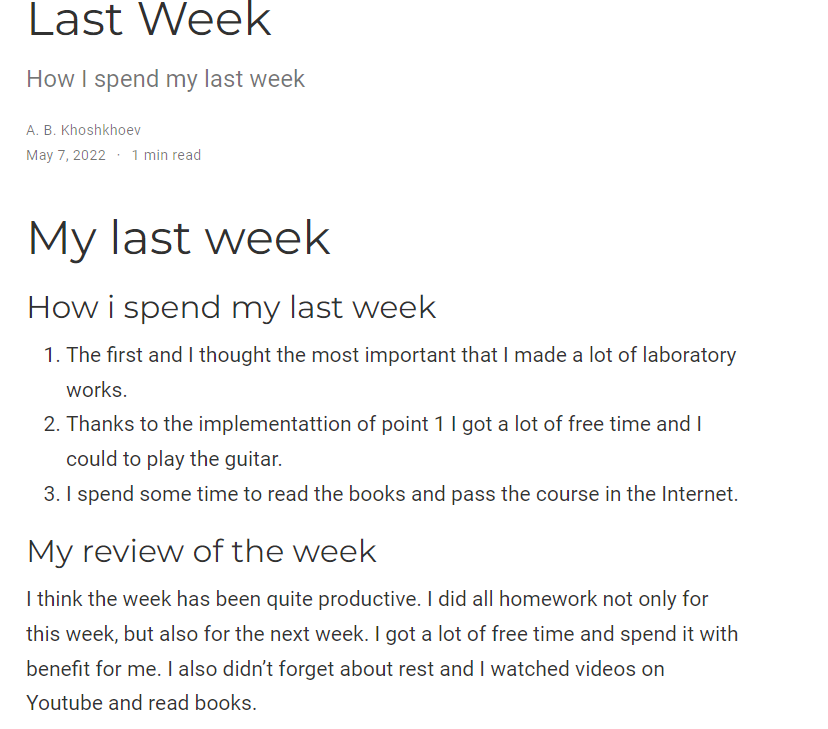 Last Week
How I spend my last week
A. B. Khoshkhoev
May 7, 2022 · 1 min read
My last week
How i spend my last week
1. The first and I thought the most important that I made a lot of laboratory
works.
2. Thanks to the implementattion of point 1 I got a lot of free time and I
could to play the guitar.
3. I spend some time to read the books and pass the course in the Internet.
My review of the week
I think the week has been quite productive. I did all homework not only for
this week, but also for the next week. I got a lot of free time and spend it with
benefit for me. I also didn’t forget about rest and I watched videos on
Youtube and read books.